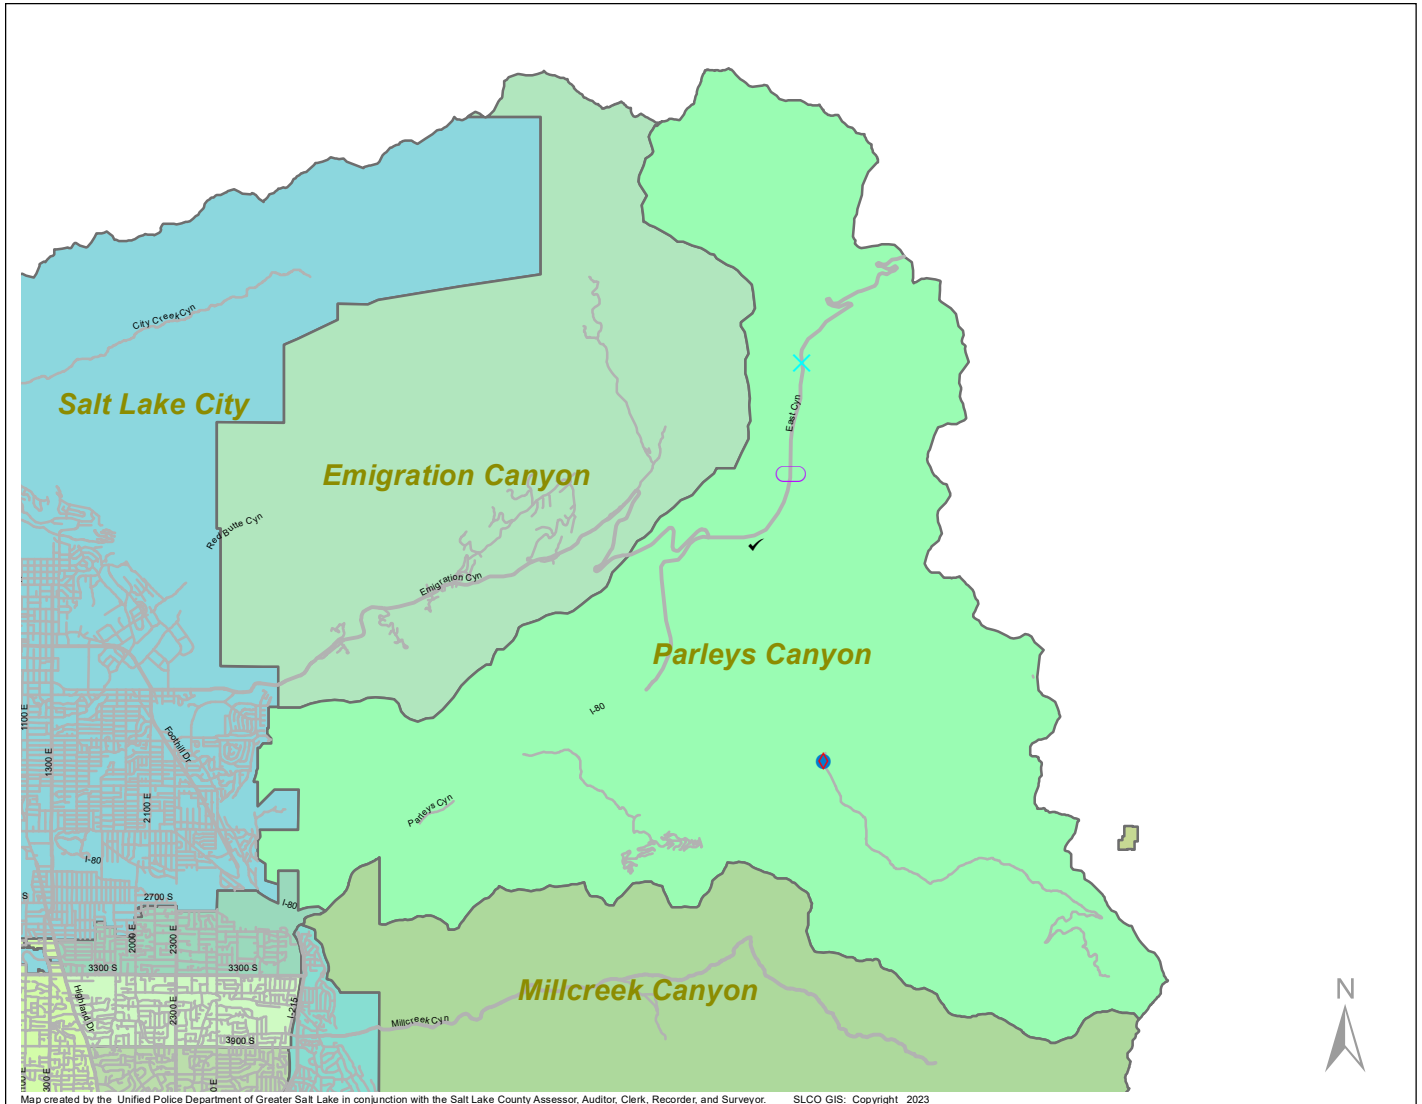 City Creek Cyn
Salt Lake City
East Cyn
Emigration Canyon
Red Butte Cyn
Emigration Cyn
Parleys Canyon
I-80
1100 E
Foothill Dr
1300 E
2100 E
Parleys Cyn
I-80
2700 S
S
I-80
2000 E
2300 E
3300 S
3300 S
Millcreek Canyon
N
Highland Dr
2300 E
I-215
Millcreek Cyn
3900 S
300 E
E
Map created by the Unified Police Department of Greater Salt Lake in conjunction with the Salt Lake County Assessor, Auditor, Clerk, Recorder, and Surveyor. SLCO GIS: Copyright 2023